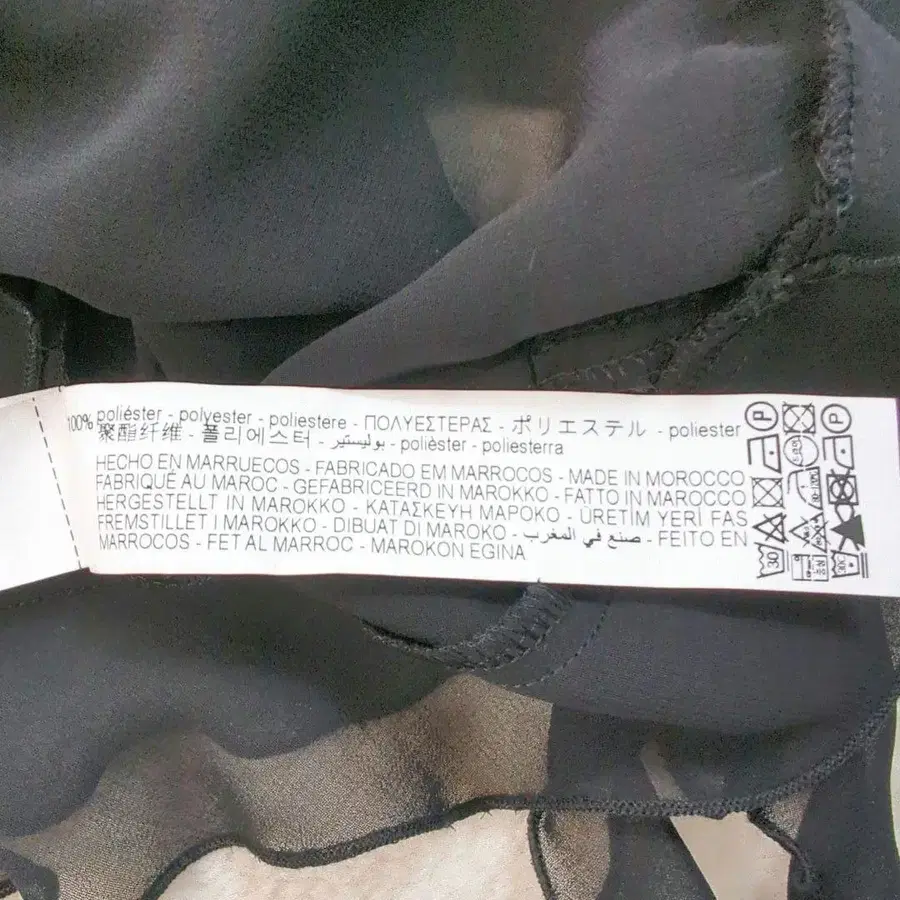 100% poliéster - polyester - poliestere - ΠΟΛΥΕΣΤΕΡΑΣ - ポリエステル - poliester
聚酯纤维 - 폴리에스터 - بوليستير - polièster - poliesterra
HECHO EN MARRUECOS - FABRICADO EM MARROCOS - MADE IN MOROCCO
FABRIQUÉ AU MAROC - GEFABRICEERD IN MAROKKO - FATTO IN MAROCCO
HERGESTELLT IN MAROKKO - ΚΑΤΑΣΚΕΥΗ ΜΑΡΟΚΟ - ÜRETİM YERİ FAS
FREMSTILLET I MAROKKO - DIBUAT DI MAROKO - صنع في المغرب - FEITO EN
MARROCOS - FET AL MARROC - MAROKON EGINA
P
P
30
30C